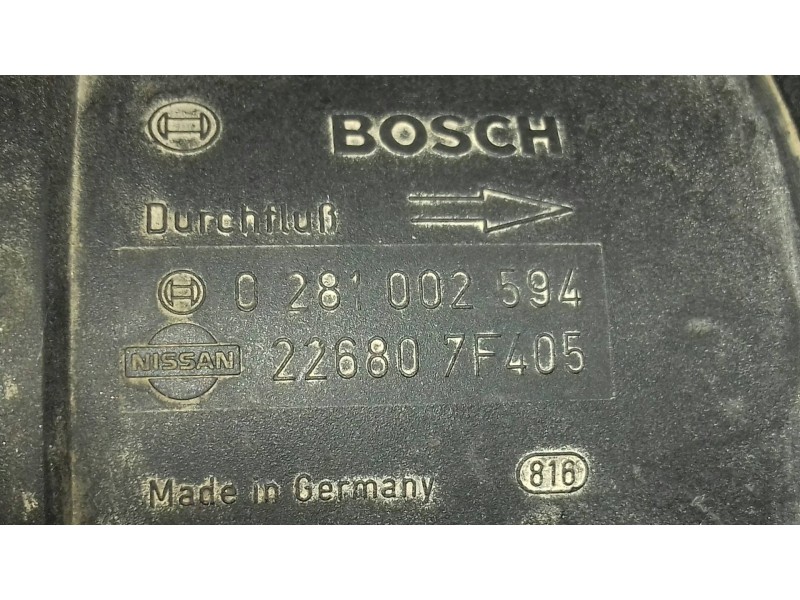 BOSCH
Durchfluß
0 281 002 594
NISSAN 22680 7F405
Made in Germany 816